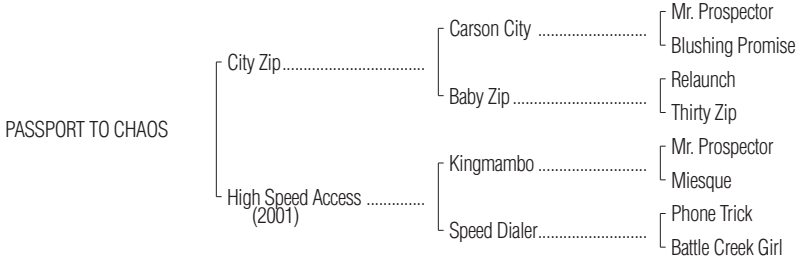 Mr. Prospector
Carson City ..........................
Blushing Promise
City Zip..................................
Relaunch
Baby Zip................................
Thirty Zip
PASSPORT TO CHAOS
Mr. Prospector
Kingmambo ..........................
Miesque
High Speed Access ..............
(2001)
Phone Trick
Speed Dialer..........................
Battle Creek Girl